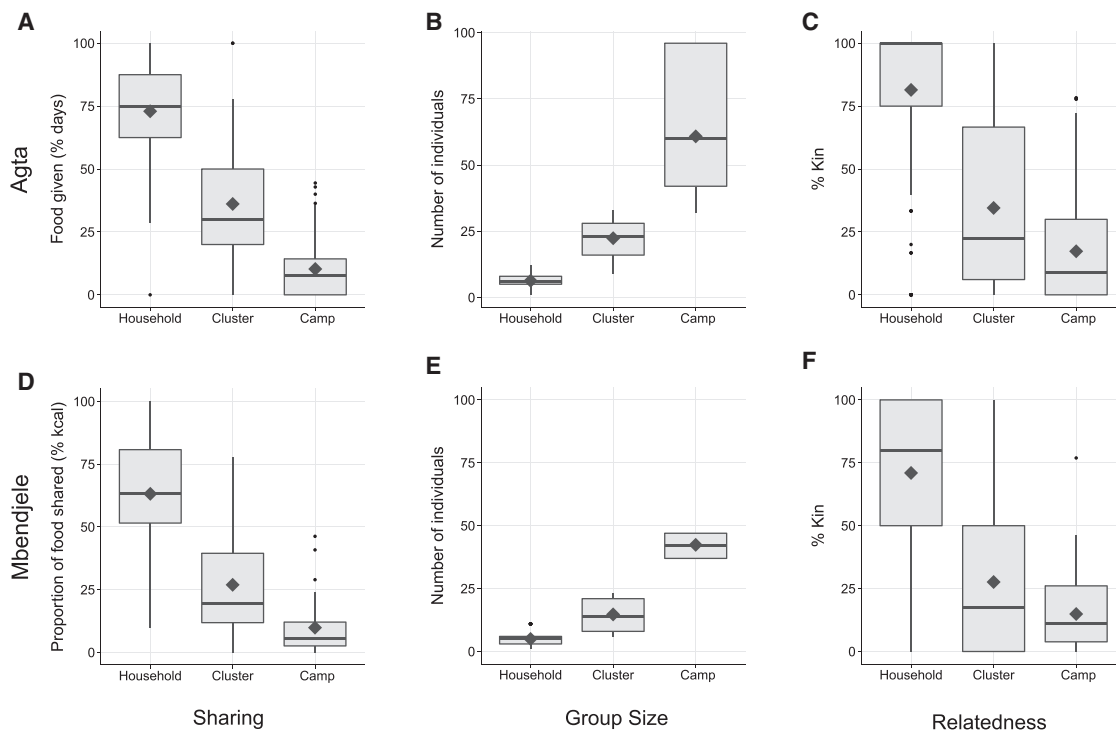 A
B
C
Agta
Food given (% days)
100
75
50
25
0
Household
Cluster
Camp
Number of individuals
100
75
50
25
0
Household
Cluster
Camp
% Kin
100
75
50
25
0
Household
Cluster
Camp
D
E
F
Mbendjele
Proportion of food shared (% kcal)
100
75
50
25
0
Household
Cluster
Camp
Number of individuals
100
75
50
25
0
Household
Cluster
Camp
% Kin
100
75
50
25
0
Household
Cluster
Camp
Sharing
Group Size
Relatedness